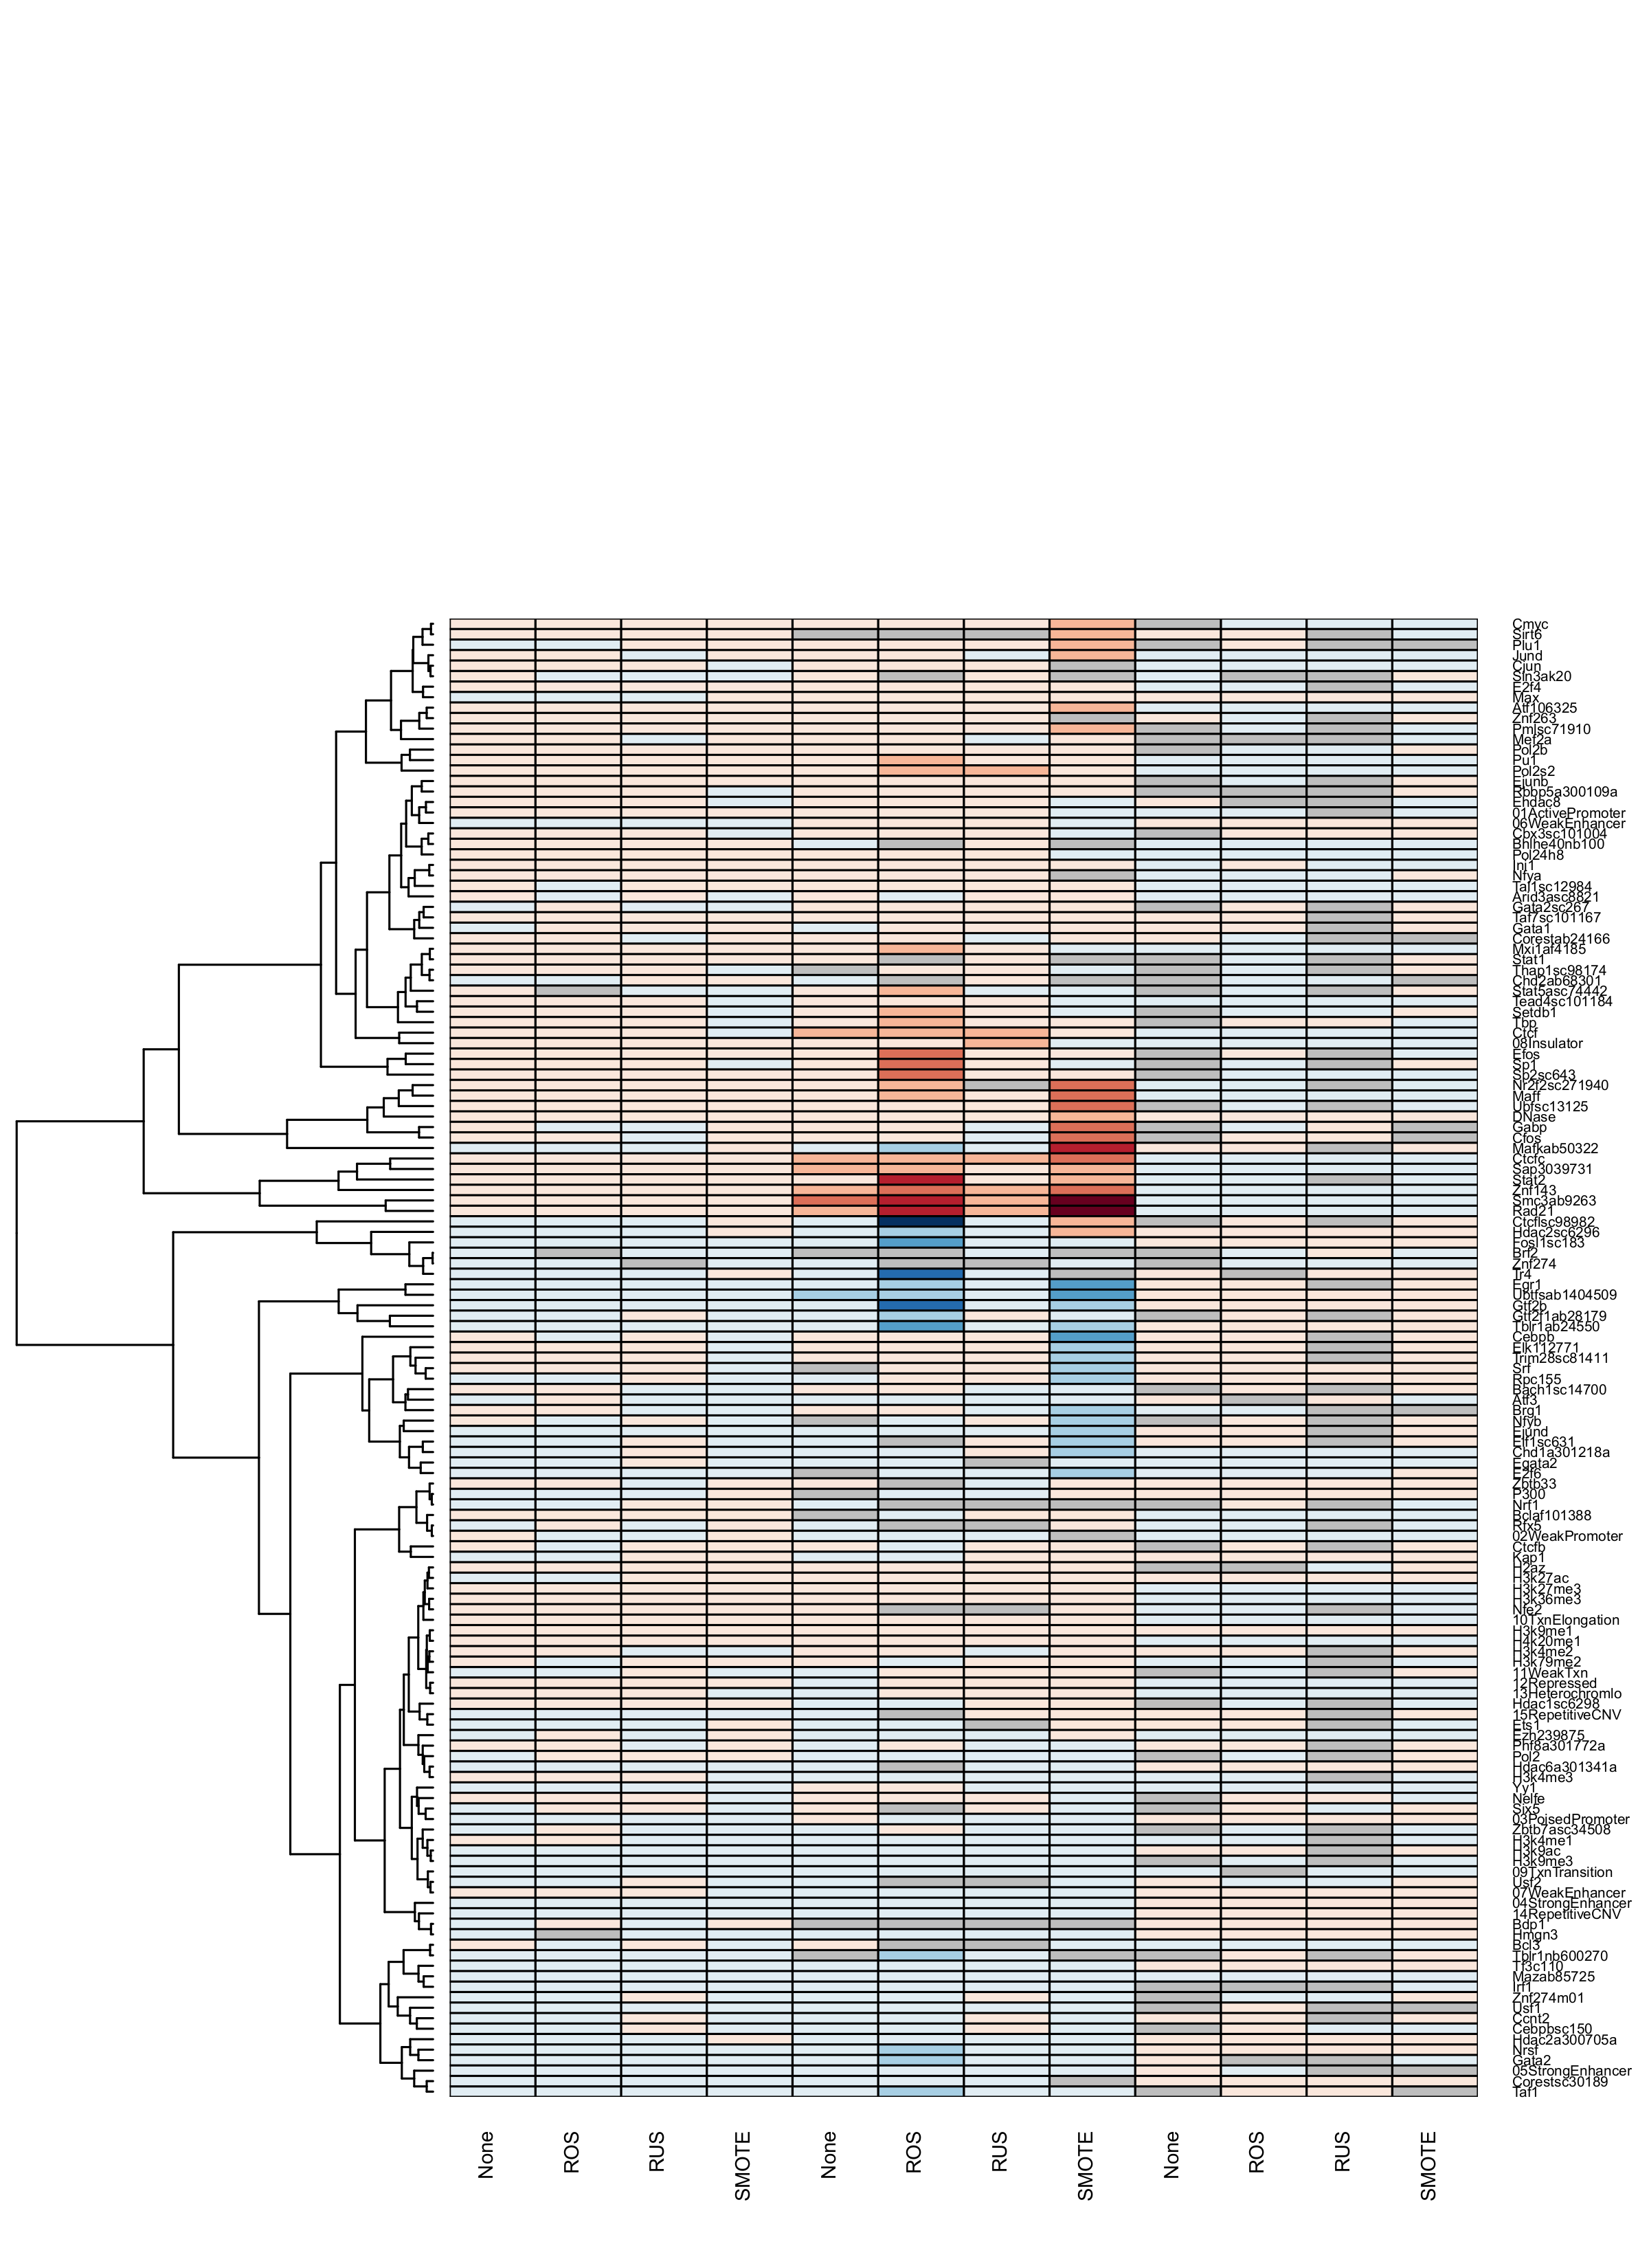 Cmyc
Sirt6
Plu1
Jund
Cjun
Sin3ak20
E2f4
Max
Atf106325
Znf263
Pmlsc71910
Mef2a
Pol2b
Pu1
Pol2s2
Ejunb
Rbbp5a300109a
Ehdac8
01ActivePromoter
06WeakEnhancer
Cbx3sc101004
Bhlhe40nb100
Pol24h8
Ini1
Nfya
Tal1sc12984
Arid3asc8821
Gata2sc267
Taf7sc101167
Gata1
Corestab24166
Mxi1af4185
Stat1
Thap1sc98174
Chd2ab68301
Stat5asc74442
Tead4sc101184
Setdb1
Tbp
Ctcf
08Insulator
Efos
Sp1
Sp2sc643
Nr2f2sc271940
Maff
Ubfsc13125
DNase
Gabp
Cfos
Mafkab50322
Ctcfc
Sap3039731
Stat2
Znf143
Smc3ab9263
Rad21
Ctcflsc98982
Hdac2sc6296
Fosl1sc183
Brf2
Znf274
Tr4
Egr1
Ubtfsab1404509
Gtf2b
Gtf2f1ab28179
Tblr1ab24550
Cebpb
Elk112771
Trim28sc81411
Srf
Rpc155
Bach1sc14700
Atf3
Brg1
Nfyb
Ejund
Elf1sc631
Chd1a301218a
Egata2
E2f6
Zbtb33
P300
Nrf1
Bclaf101388
Rfx5
02WeakPromoter
Ctcfb
Kap1
H2az
H3k27ac
H3k27me3
H3k36me3
Nfe2
10TxnElongation
H3k9me1
H4k20me1
H3k4me2
H3k79me2
11WeakTxn
12Repressed
13Heterochromlo
Hdac1sc6298
15RepetitiveCNV
Ets1
Ezh239875
Phf8a301772a
Pol2
Hdac6a301341a
H3k4me3
Yy1
Nelfe
Six5
03PoisedPromoter
Zbtb7asc34508
H3k4me1
H3k9ac
H3k9me3
09TxnTransition
Usf2
07WeakEnhancer
04StrongEnhancer
14RepetitiveCNV
Bdp1
Hmgn3
Bcl3
Tblr1nb600270
Tf3c110
Mazab85725
Irf1
Znf274m01
Usf1
Ccnt2
Cebpbsc150
Hdac2a300705a
Nrsf
Gata2
05StrongEnhancer
Corestsc30189
Taf1
None
ROS
RUS
SMOTE
None
ROS
RUS
SMOTE
None
ROS
RUS
SMOTE